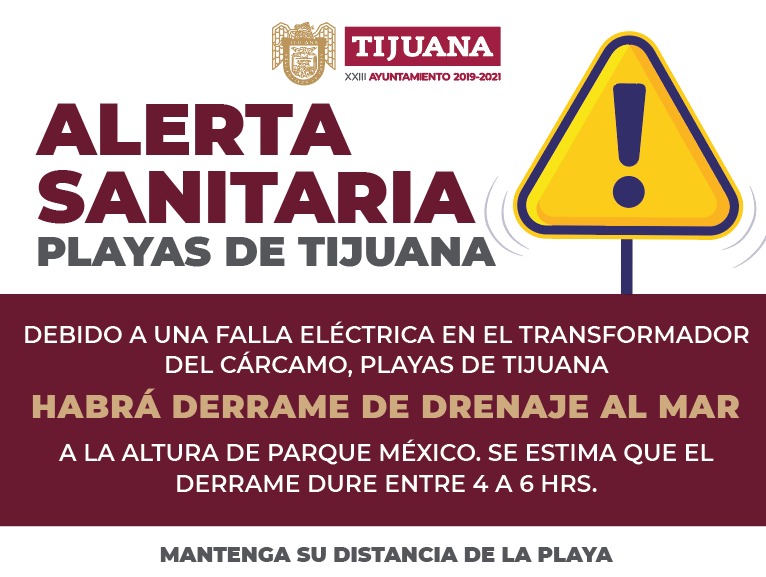 TIJUANA
XXIII AYUNTAMIENTO 2019-2021
ALERTA
SANITARIA
PLAYAS DE TIJUANA
DEBIDO A UNA FALLA ELÉCTRICA EN EL TRANSFORMADOR
DEL CÁRCAMO, PLAYAS DE TIJUANA
HABRÁ DERRAME DE DRENAJE AL MAR
A LA ALTURA DE PARQUE MÉXICO. SE ESTIMA QUE EL
DERRAME DURE ENTRE 4 A 6 HRS.
MANTENGA SU DISTANCIA DE LA PLAYA